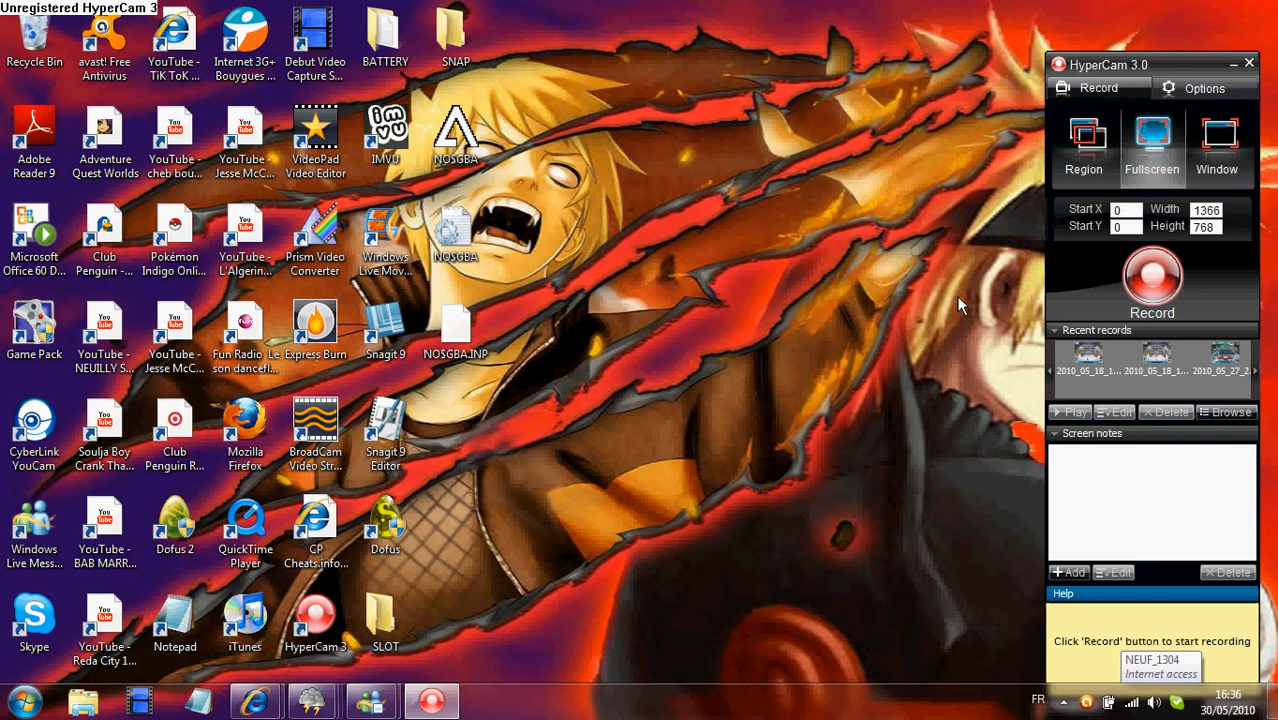 Unregistered HyperCam 3
Recycle Bin
avast! Free
Antivirus
YouTube -
TiK ToK ...
Internet 3G+
Bouygues ...
Debut Video
Capture S...
BATTERY
SNAP
Adobe
Reader 9
Adventure
Quest Worlds
YouTube -
cheb bou...
YouTube -
Jesse McC...
VideoPad
Video Editor
imvu
IMVU
NO$GBA
Microsoft
Office 60 D...
Club
Penguin -...
Pokémon
Indigo Onli...
YouTube -
L'Algerin...
Prism Video
Converter
Windows
Live Mov...
NO$GBA
Game Pack
YouTube -
NEUILLY S...
YouTube -
Jesse McC...
Fun Radio Le
son dancefl...
Express Burn
Snagit 9
NO$GBA.INP
CyberLink
YouCam
Soulja Boy
Crank Tha...
Club
Penguin R...
Mozilla
Firefox
BroadCam
Video Str...
Snagit 9
Editor
Windows
Live Mess...
YouTube -
BAB MARR...
Dofus 2
QuickTime
Player
CP
Cheats.info...
Dofus
Skype
YouTube -
Reda City 1...
Notepad
iTunes
HyperCam 3
SLOT
HyperCam 3.0
Record
Options
Region
Fullscreen
Window
Start X 0 Width 1366
Start Y 0 Height 768
Record
Recent records
2010_05_18_1... 2010_05_18_1... 2010_05_27_2
Play Edit Delete Browse
Screen notes
Add Edit Delete
Help
Click 'Record' button to start recording
NEUF_1304
Internet access
FR
16:36
30/05/2010